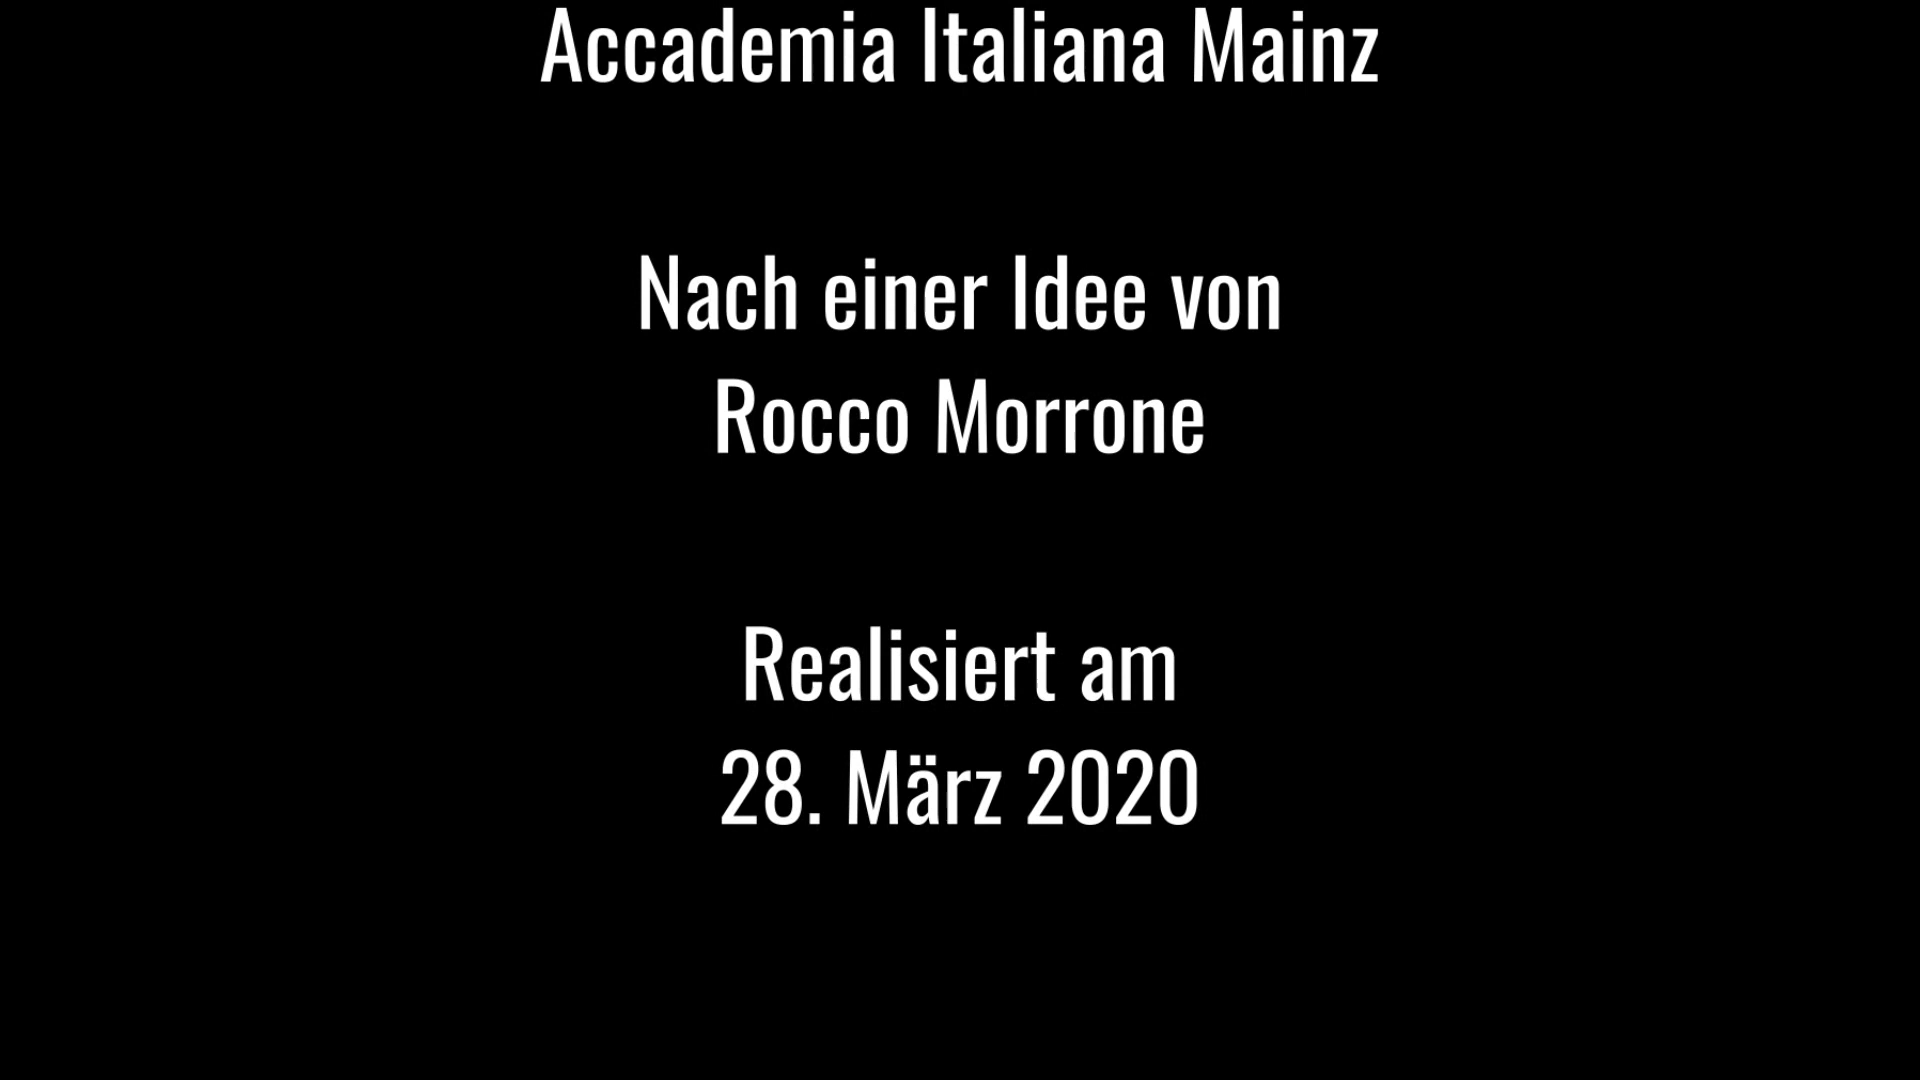 Accademia Italiana Mainz
Nach einer Idee von
Rocco Morrone
Realisiert am
28. März 2020